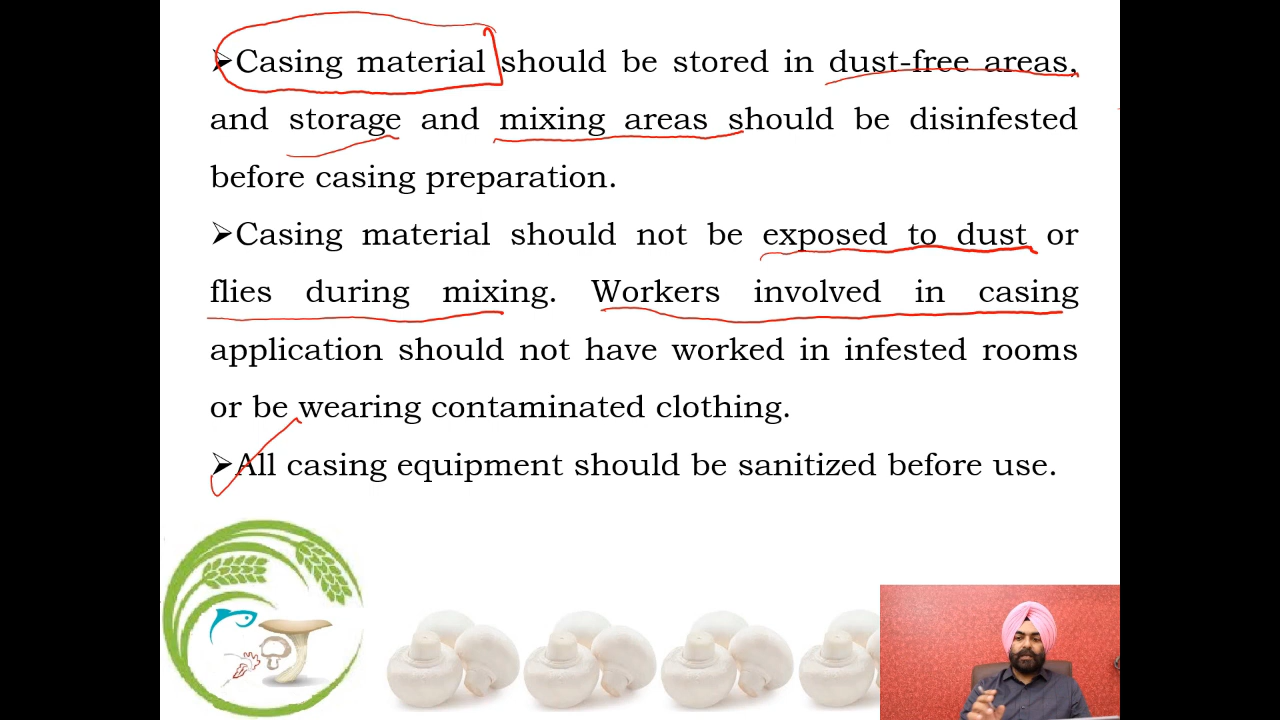 ➢Casing material should be stored in dust-free areas,
and storage and mixing areas should be disinfested
before casing preparation.
➢Casing material should not be exposed to dust or
flies during mixing. Workers involved in casing
application should not have worked in infested rooms
or be wearing contaminated clothing.
➢All casing equipment should be sanitized before use.